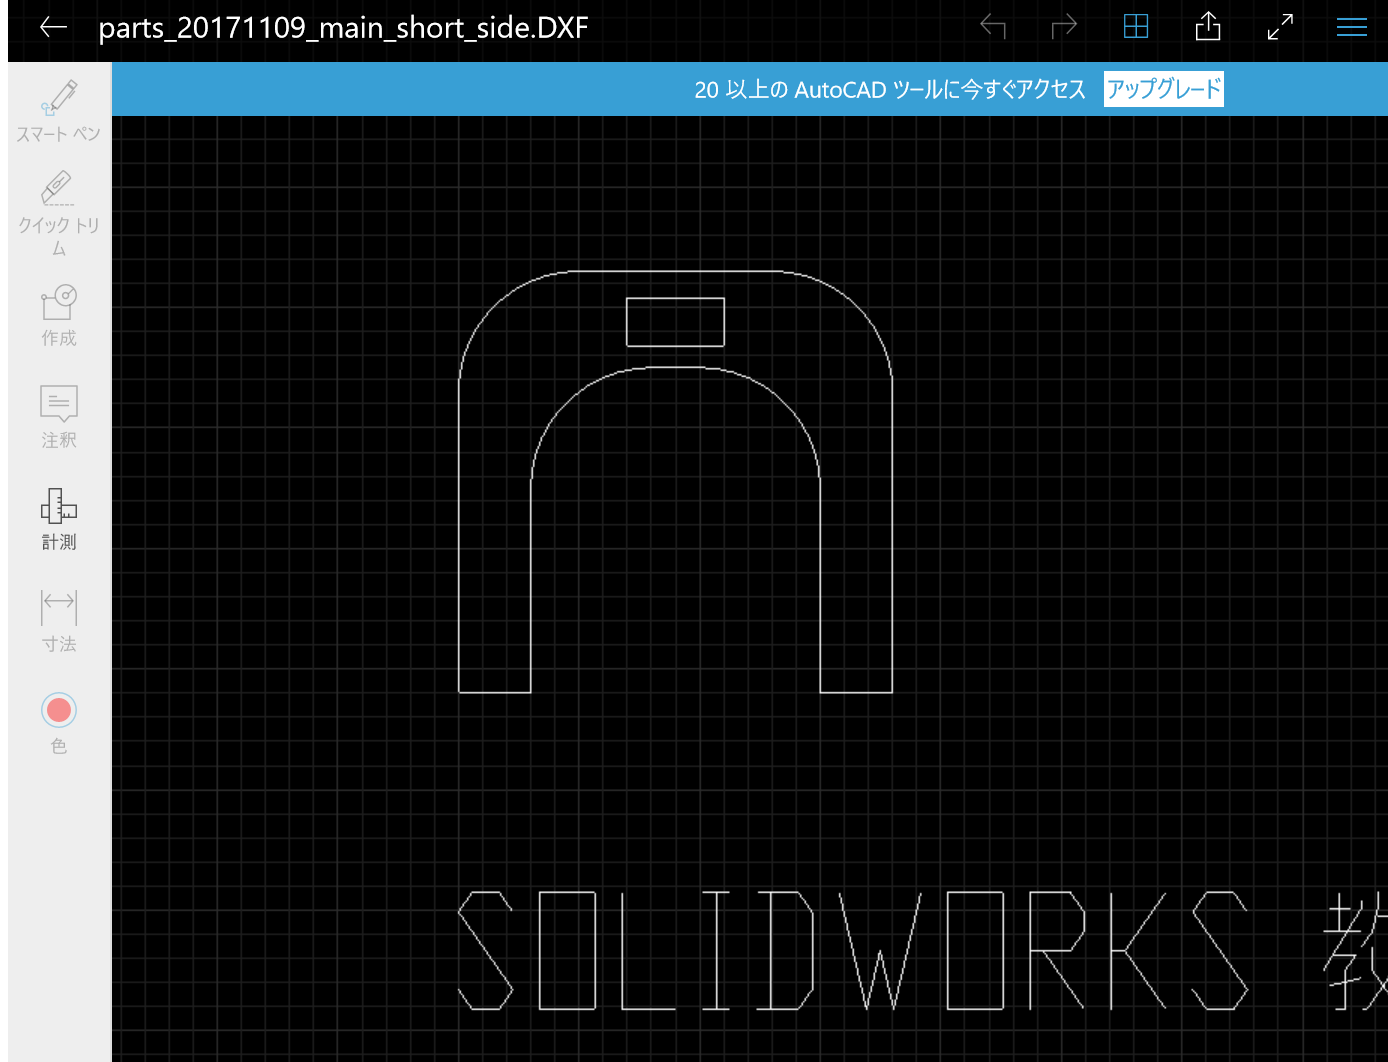 parts_20171109_main_short_side.DXF
20 以上の AutoCAD ツールに今すぐアクセス アップグレード
スマート ペン
クイック トリ
ム
作成
注釈
計測
寸法
色
SOLIDWORKS 教